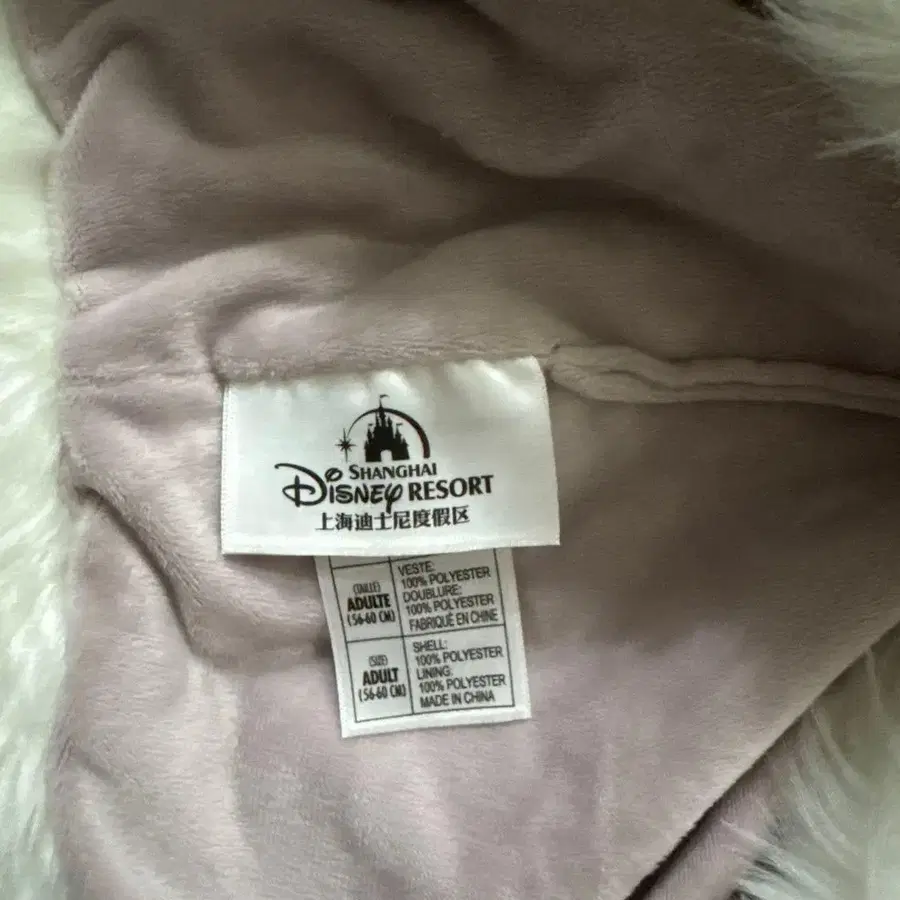 SHANGHAI
DISNEY RESORT
上海迪士尼度假区
(TAILLE)
ADULTE
(56-60 CM)
VESTE:
100% POLYESTER
DOUBLURE:
100% POLYESTER
FABRIQUÉ EN CHINE
(SIZE)
ADULT
(56-60 CM)
SHELL:
100% POLYESTER
LINING:
100% POLYESTER
MADE IN CHINA